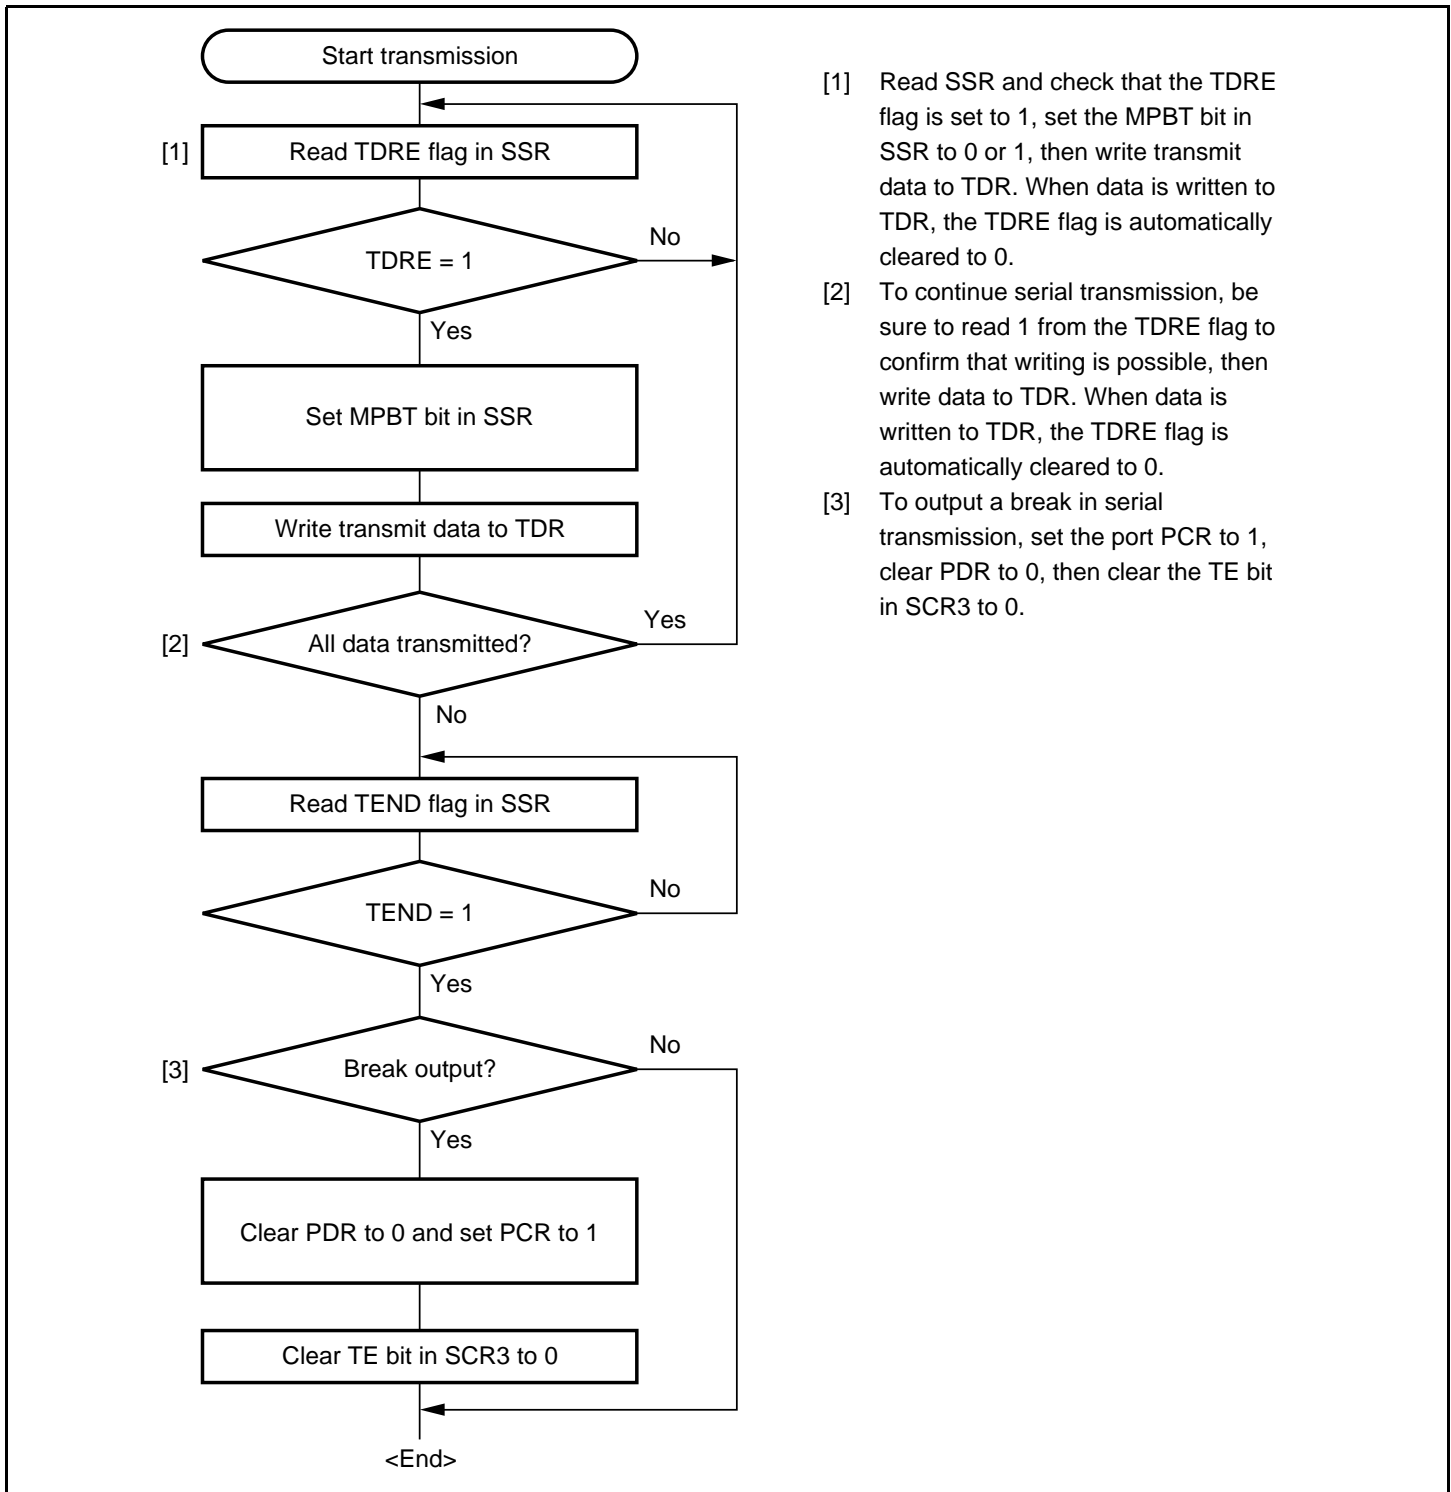 Start transmission
[1] Read TDRE flag in SSR
TDRE = 1
No
Yes
Set MPBT bit in SSR
Write transmit data to TDR
[2] All data transmitted?
Yes
No
Read TEND flag in SSR
TEND = 1
No
Yes
[3] Break output?
No
Yes
Clear PDR to 0 and set PCR to 1
Clear TE bit in SCR3 to 0
<End>
[1] Read SSR and check that the TDRE
flag is set to 1, set the MPBT bit in
SSR to 0 or 1, then write transmit
data to TDR. When data is written to
TDR, the TDRE flag is automatically
cleared to 0.
[2] To continue serial transmission, be
sure to read 1 from the TDRE flag to
confirm that writing is possible, then
write data to TDR. When data is
written to TDR, the TDRE flag is
automatically cleared to 0.
[3] To output a break in serial
transmission, set the port PCR to 1,
clear PDR to 0, then clear the TE bit
in SCR3 to 0.